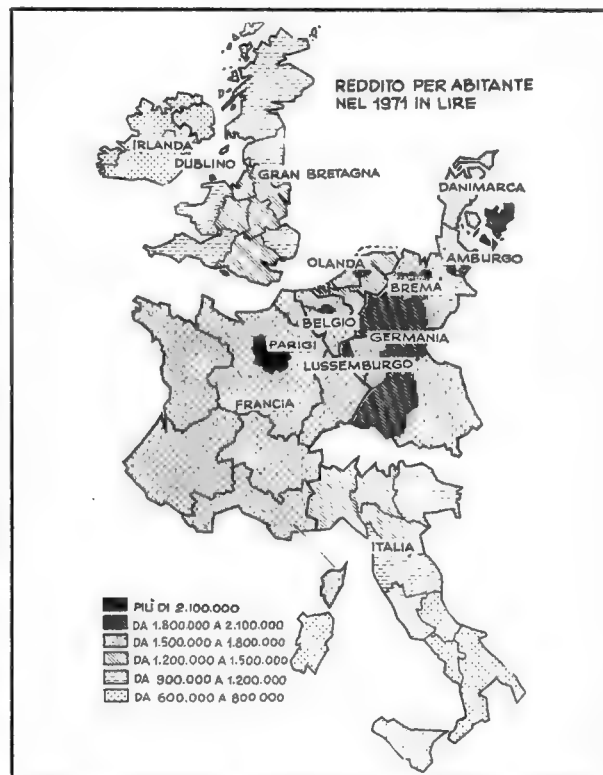 REDDITO PER ABITANTE
NEL 1971 IN LIRE
IRLANDA
DUBLINO
GRAN BRETAGNA
DANIMARCA
AMBURGO
OLANDA
BREMA
BELGIO
GERMANIA
PARIGI
LUSSEMBURGO
FRANCIA
ITALIA
PIÙ DI 2.100.000
DA 1.800.000 A 2.100.000
DA 1.500.000 A 1.800.000
DA 1.200.000 A 1.500.000
DA 900.000 A 1.200.000
DA 600.000 A 800.000